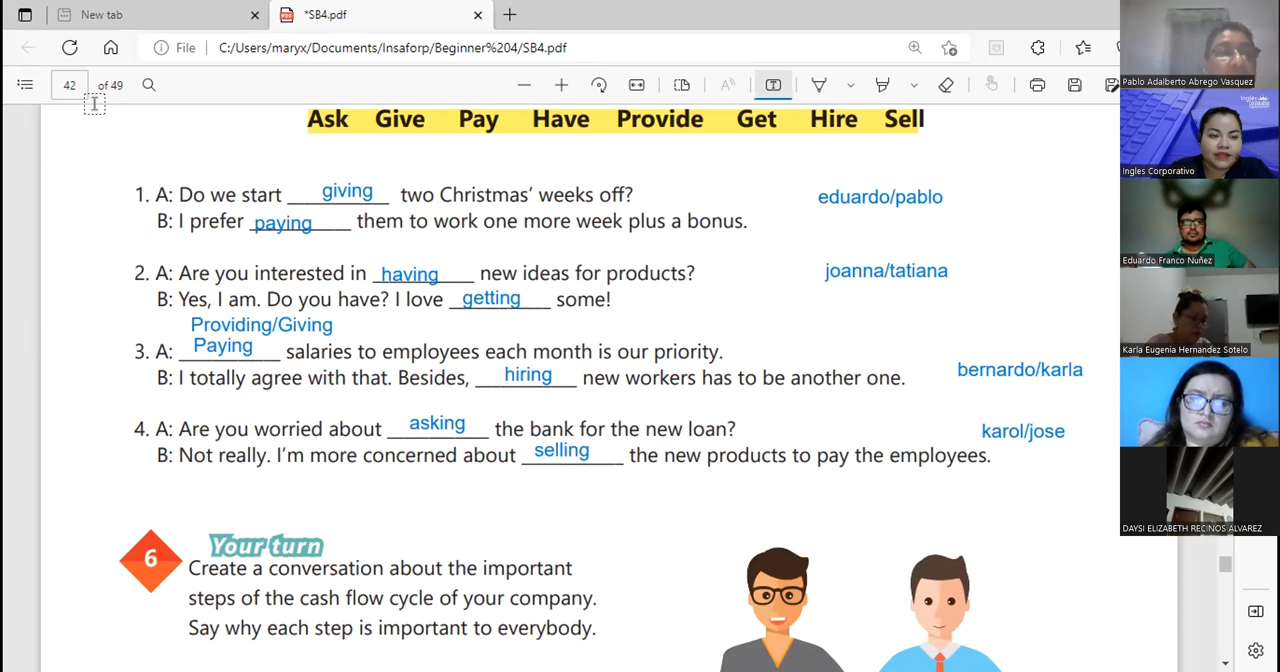 New tab
*SB4.pdf
File C:/Users/maryx/Documents/Insaforp/Beginner%204/SB4.pdf
42 of 49
Ask Give Pay Have Provide Get Hire Sell
1. A: Do we start giving two Christmas’ weeks off? eduardo/pablo
B: I prefer paying them to work one more week plus a bonus.
2. A: Are you interested in having new ideas for products? joanna/tatiana
B: Yes, I am. Do you have? I love getting some!
Providing/Giving
3. A: Paying salaries to employees each month is our priority.
B: I totally agree with that. Besides, hiring new workers has to be another one. bernardo/karla
4. A: Are you worried about asking the bank for the new loan? karol/jose
B: Not really. I’m more concerned about selling the new products to pay the employees.
6 Your turn
Create a conversation about the important
steps of the cash flow cycle of your company.
Say why each step is important to everybody.
Pablo Adalberto Abrego Vasquez
Ingles Corporativo
Eduardo Franco Nuñez
Karla Eugenia Hernandez Sotelo
DAYSI ELIZABETH RECINOS ALVAREZ